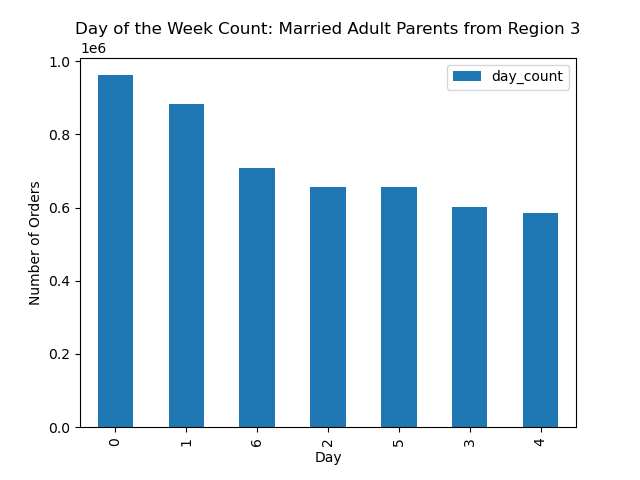 Day of the Week Count: Married Adult Parents from Region 3
1e6
1.0
0.8
0.6
0.4
0.2
0.0
Number of Orders
day_count
0 1 6 2 5 3 4
Day